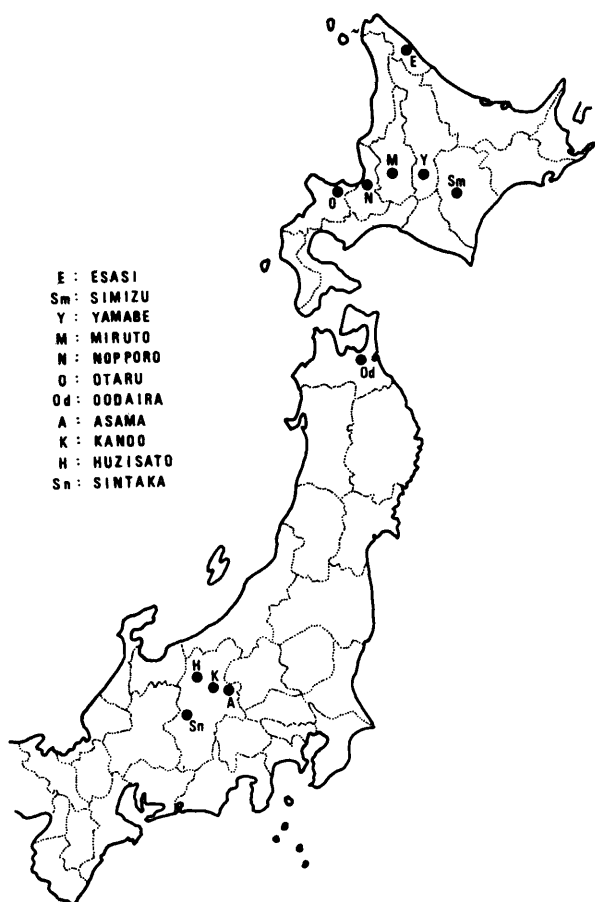 E
M
Y
Sm
N
O
E : ESASI
Sm: SIMIZU
Y : YAMABE
M : MIRUTO
N : NOPPORO
O : OTARU
Od: OODAIRA
A : ASAMA
K : KANOO
H : HUZISATO
Sn: SINTAKA
Od
H
K
A
Sn